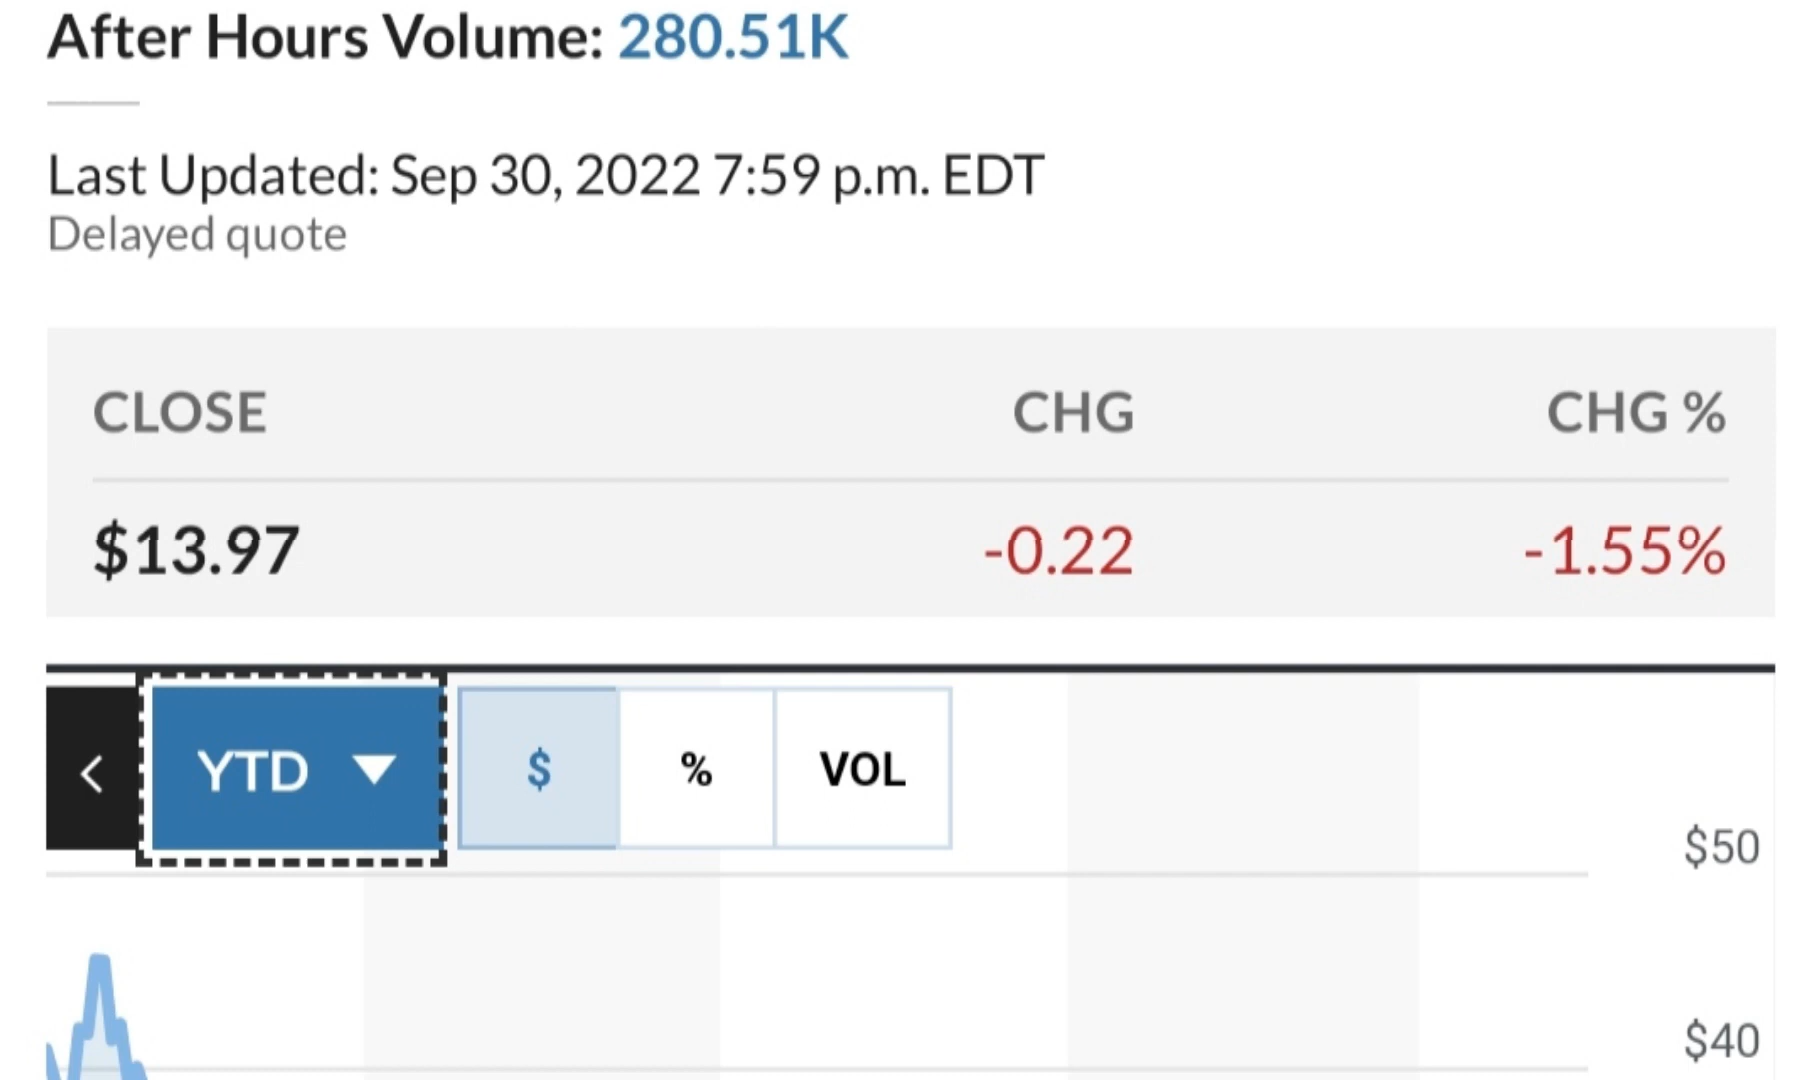 After Hours Volume: 280.51K
Last Updated: Sep 30, 2022 7:59 p.m. EDT
Delayed quote
CLOSE CHG CHG %
$13.97 -0.22 -1.55%
YTD $ % VOL
$50
$40